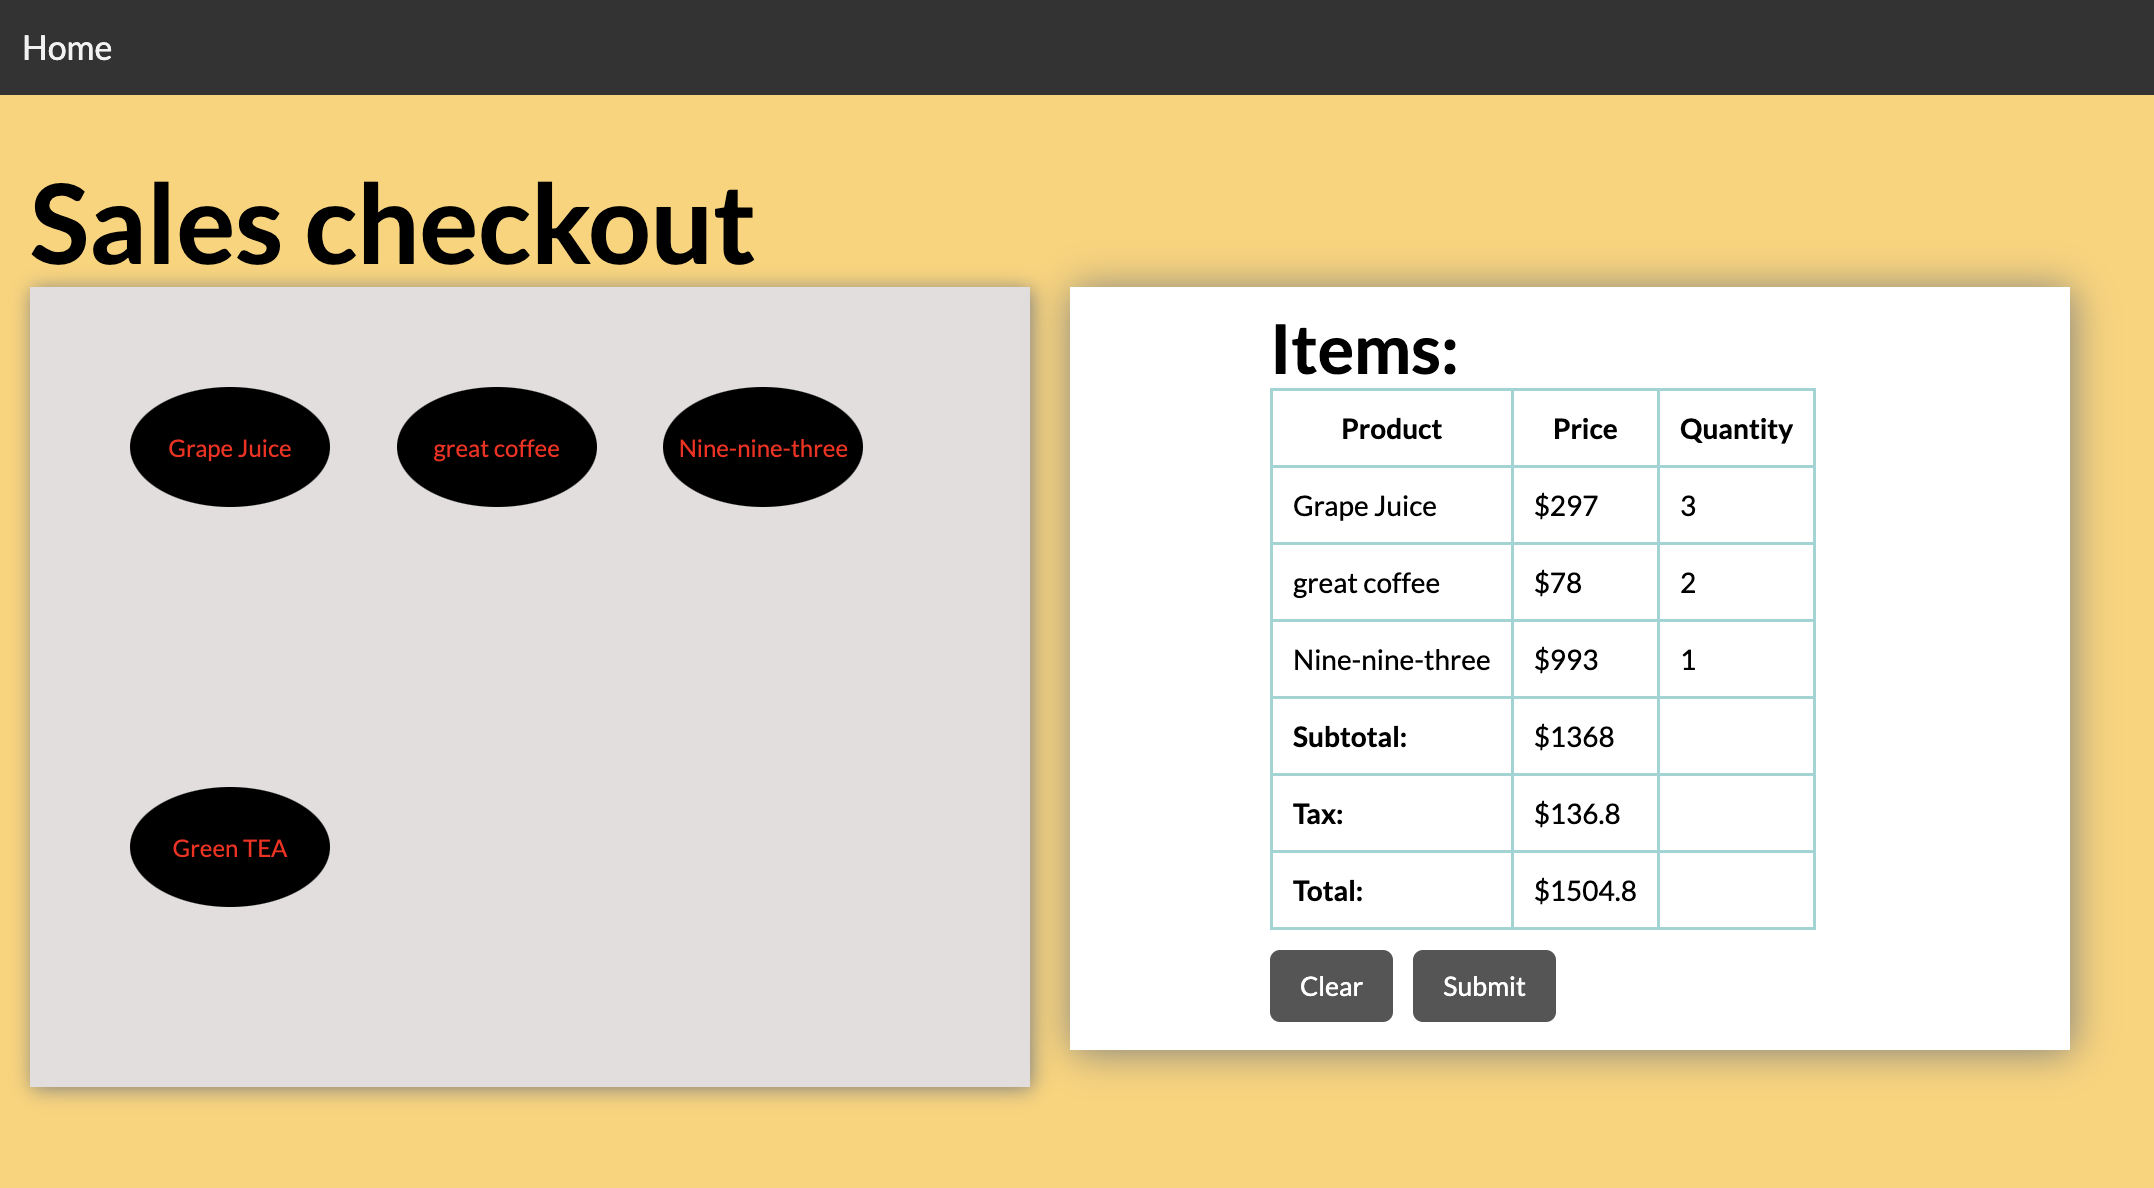 Home
Sales checkout
Grape Juice great coffee Nine-nine-three
Green TEA
Items:
Product Price Quantity
Grape Juice $297 3
great coffee $78 2
Nine-nine-three $993 1
Subtotal: $1368
Tax: $136.8
Total: $1504.8
Clear Submit